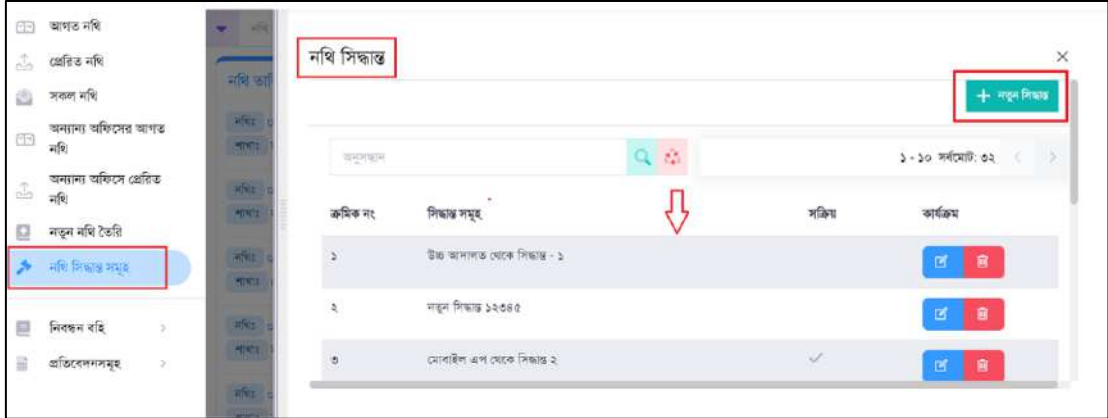 আগত নথি
প্রেরিত নথি
সকল নথি
অন্যান্য অফিসের আগত
নথি
অন্যান্য অফিসে প্রেরিত
নথি
নতুন নথি তৈরি
নথি সিদ্ধান্ত সমূহ
নিবন্ধন বহি
প্রতিবেদনসমূহ
নথি সিদ্ধান্ত
+ নতুন সিদ্ধান্ত
অনুসন্ধান
১ - ১০ সর্বমোট: ৩২
ক্রমিক নং সিদ্ধান্ত সমূহ সক্রিয় কার্যক্রম
১ উচ্চ আদালত থেকে সিদ্ধান্ত - ১
২ নতুন সিদ্ধান্ত ১২৩৪৫
৩ মোবাইল এপ থেকে সিদ্ধান্ত ২